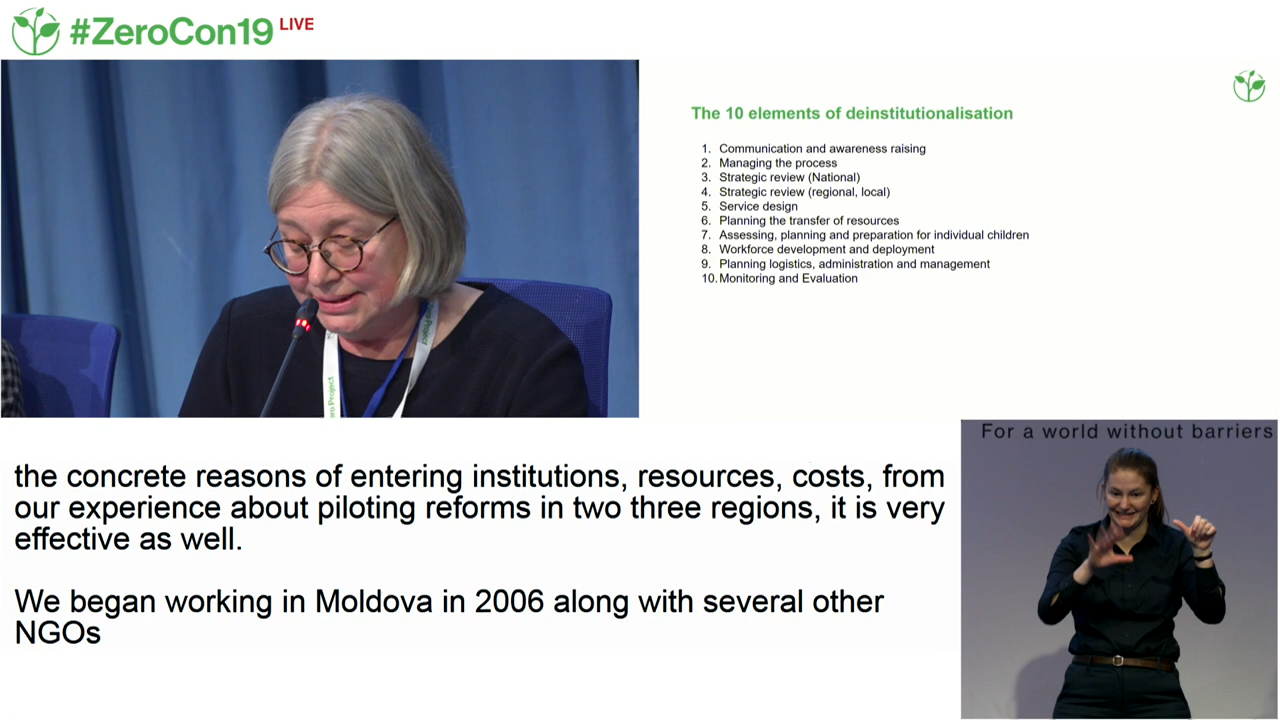 #ZeroCon19 LIVE
The 10 elements of deinstitutionalisation
1. Communication and awareness raising
2. Managing the process
3. Strategic review (National)
4. Strategic review (regional, local)
5. Service design
6. Planning the transfer of resources
7. Assessing, planning and preparation for individual children
8. Workforce development and deployment
9. Planning logistics, administration and management
10. Monitoring and Evaluation
Project
ero Project
the concrete reasons of entering institutions, resources, costs, from
our experience about piloting reforms in two three regions, it is very
effective as well.
We began working in Moldova in 2006 along with several other
NGOs
For a world without barriers